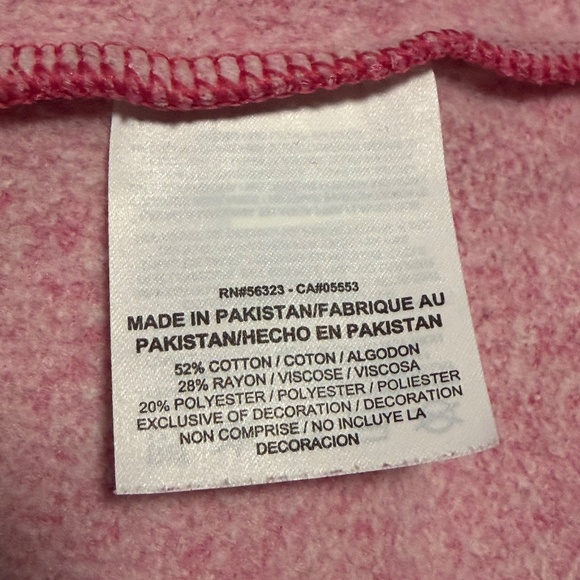 RN#56323 - CA#05553
MADE IN PAKISTAN/FABRIQUE AU
PAKISTAN/HECHO EN PAKISTAN
52% COTTON / COTON / ALGODON
28% RAYON / VISCOSE / VISCOSA
20% POLYESTER / POLYESTER / POLIESTER
EXCLUSIVE OF DECORATION / DECORATION
NON COMPRISE / NO INCLUYE LA
DECORACION